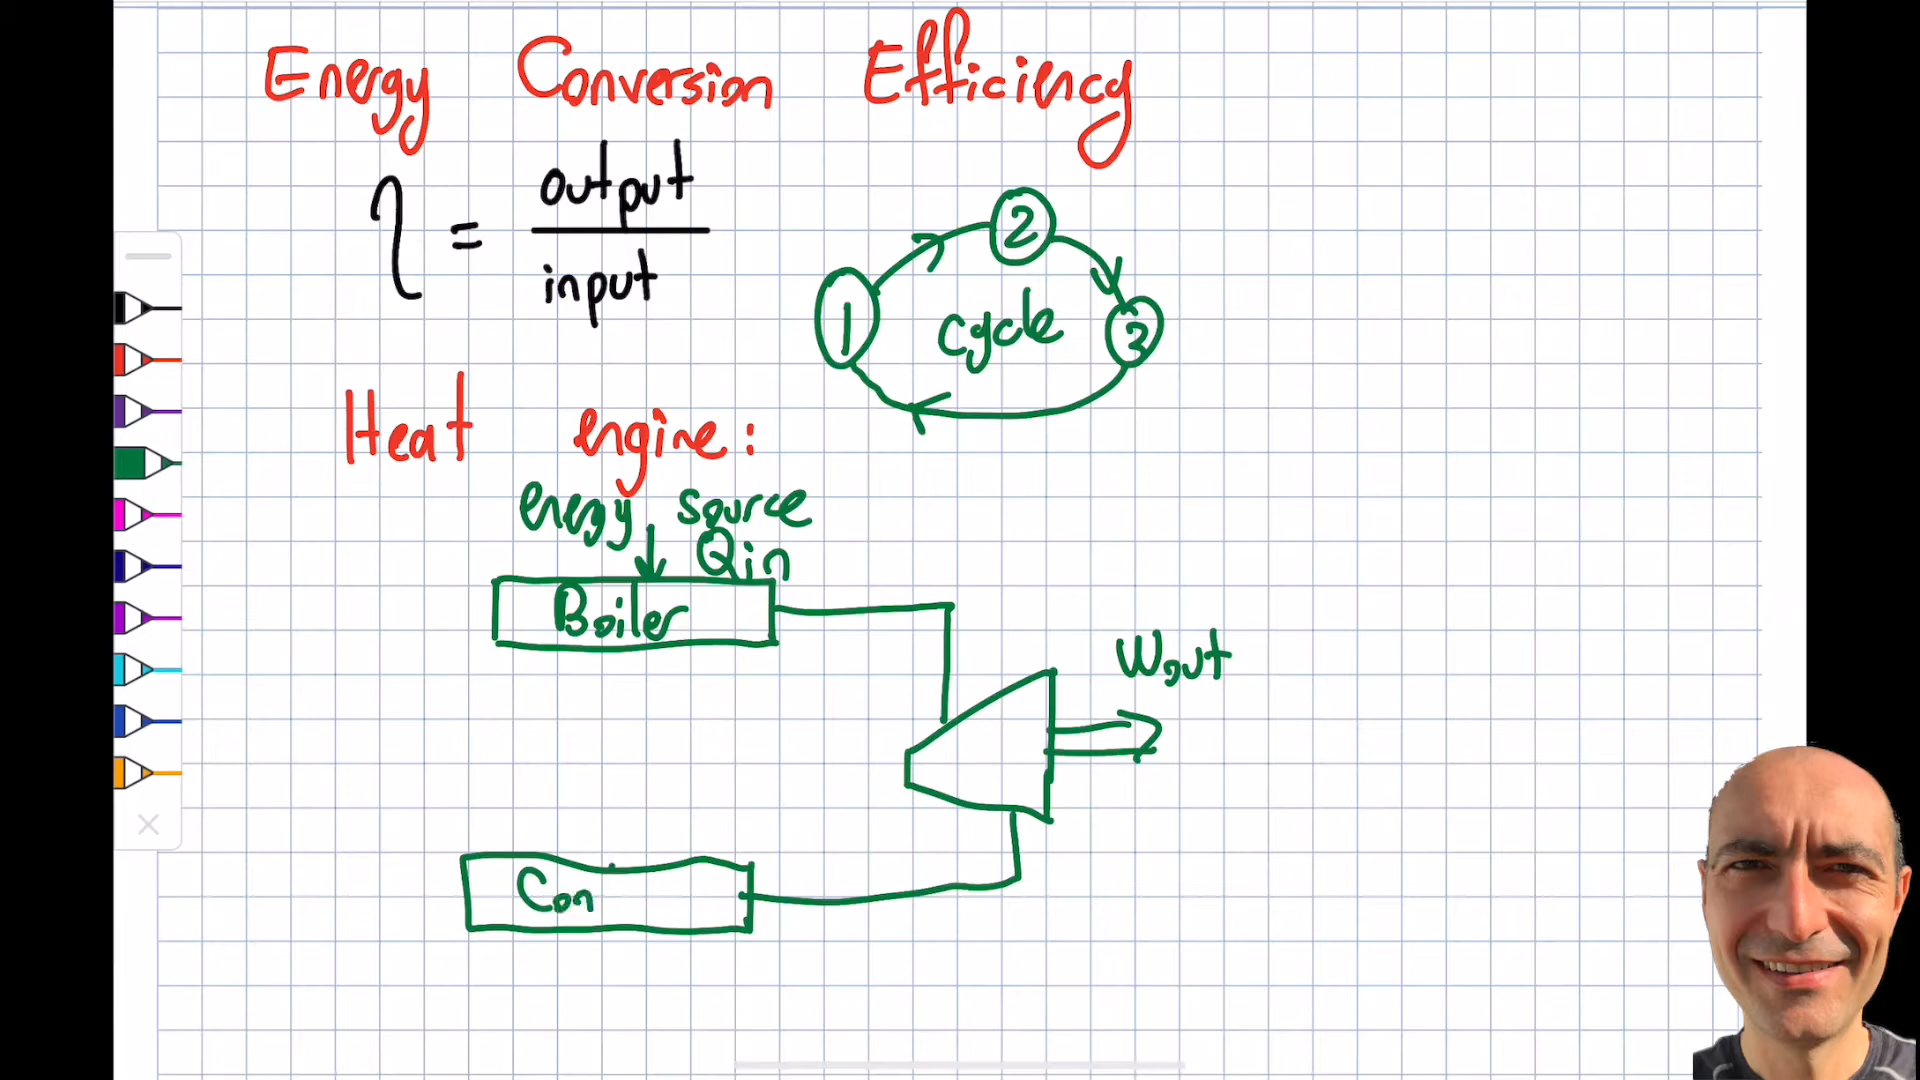 Energy Conversion Efficiency
η = output
input
1
2
3
cycle
Heat engine:
energy source
Qin
Boiler
Wout
Con